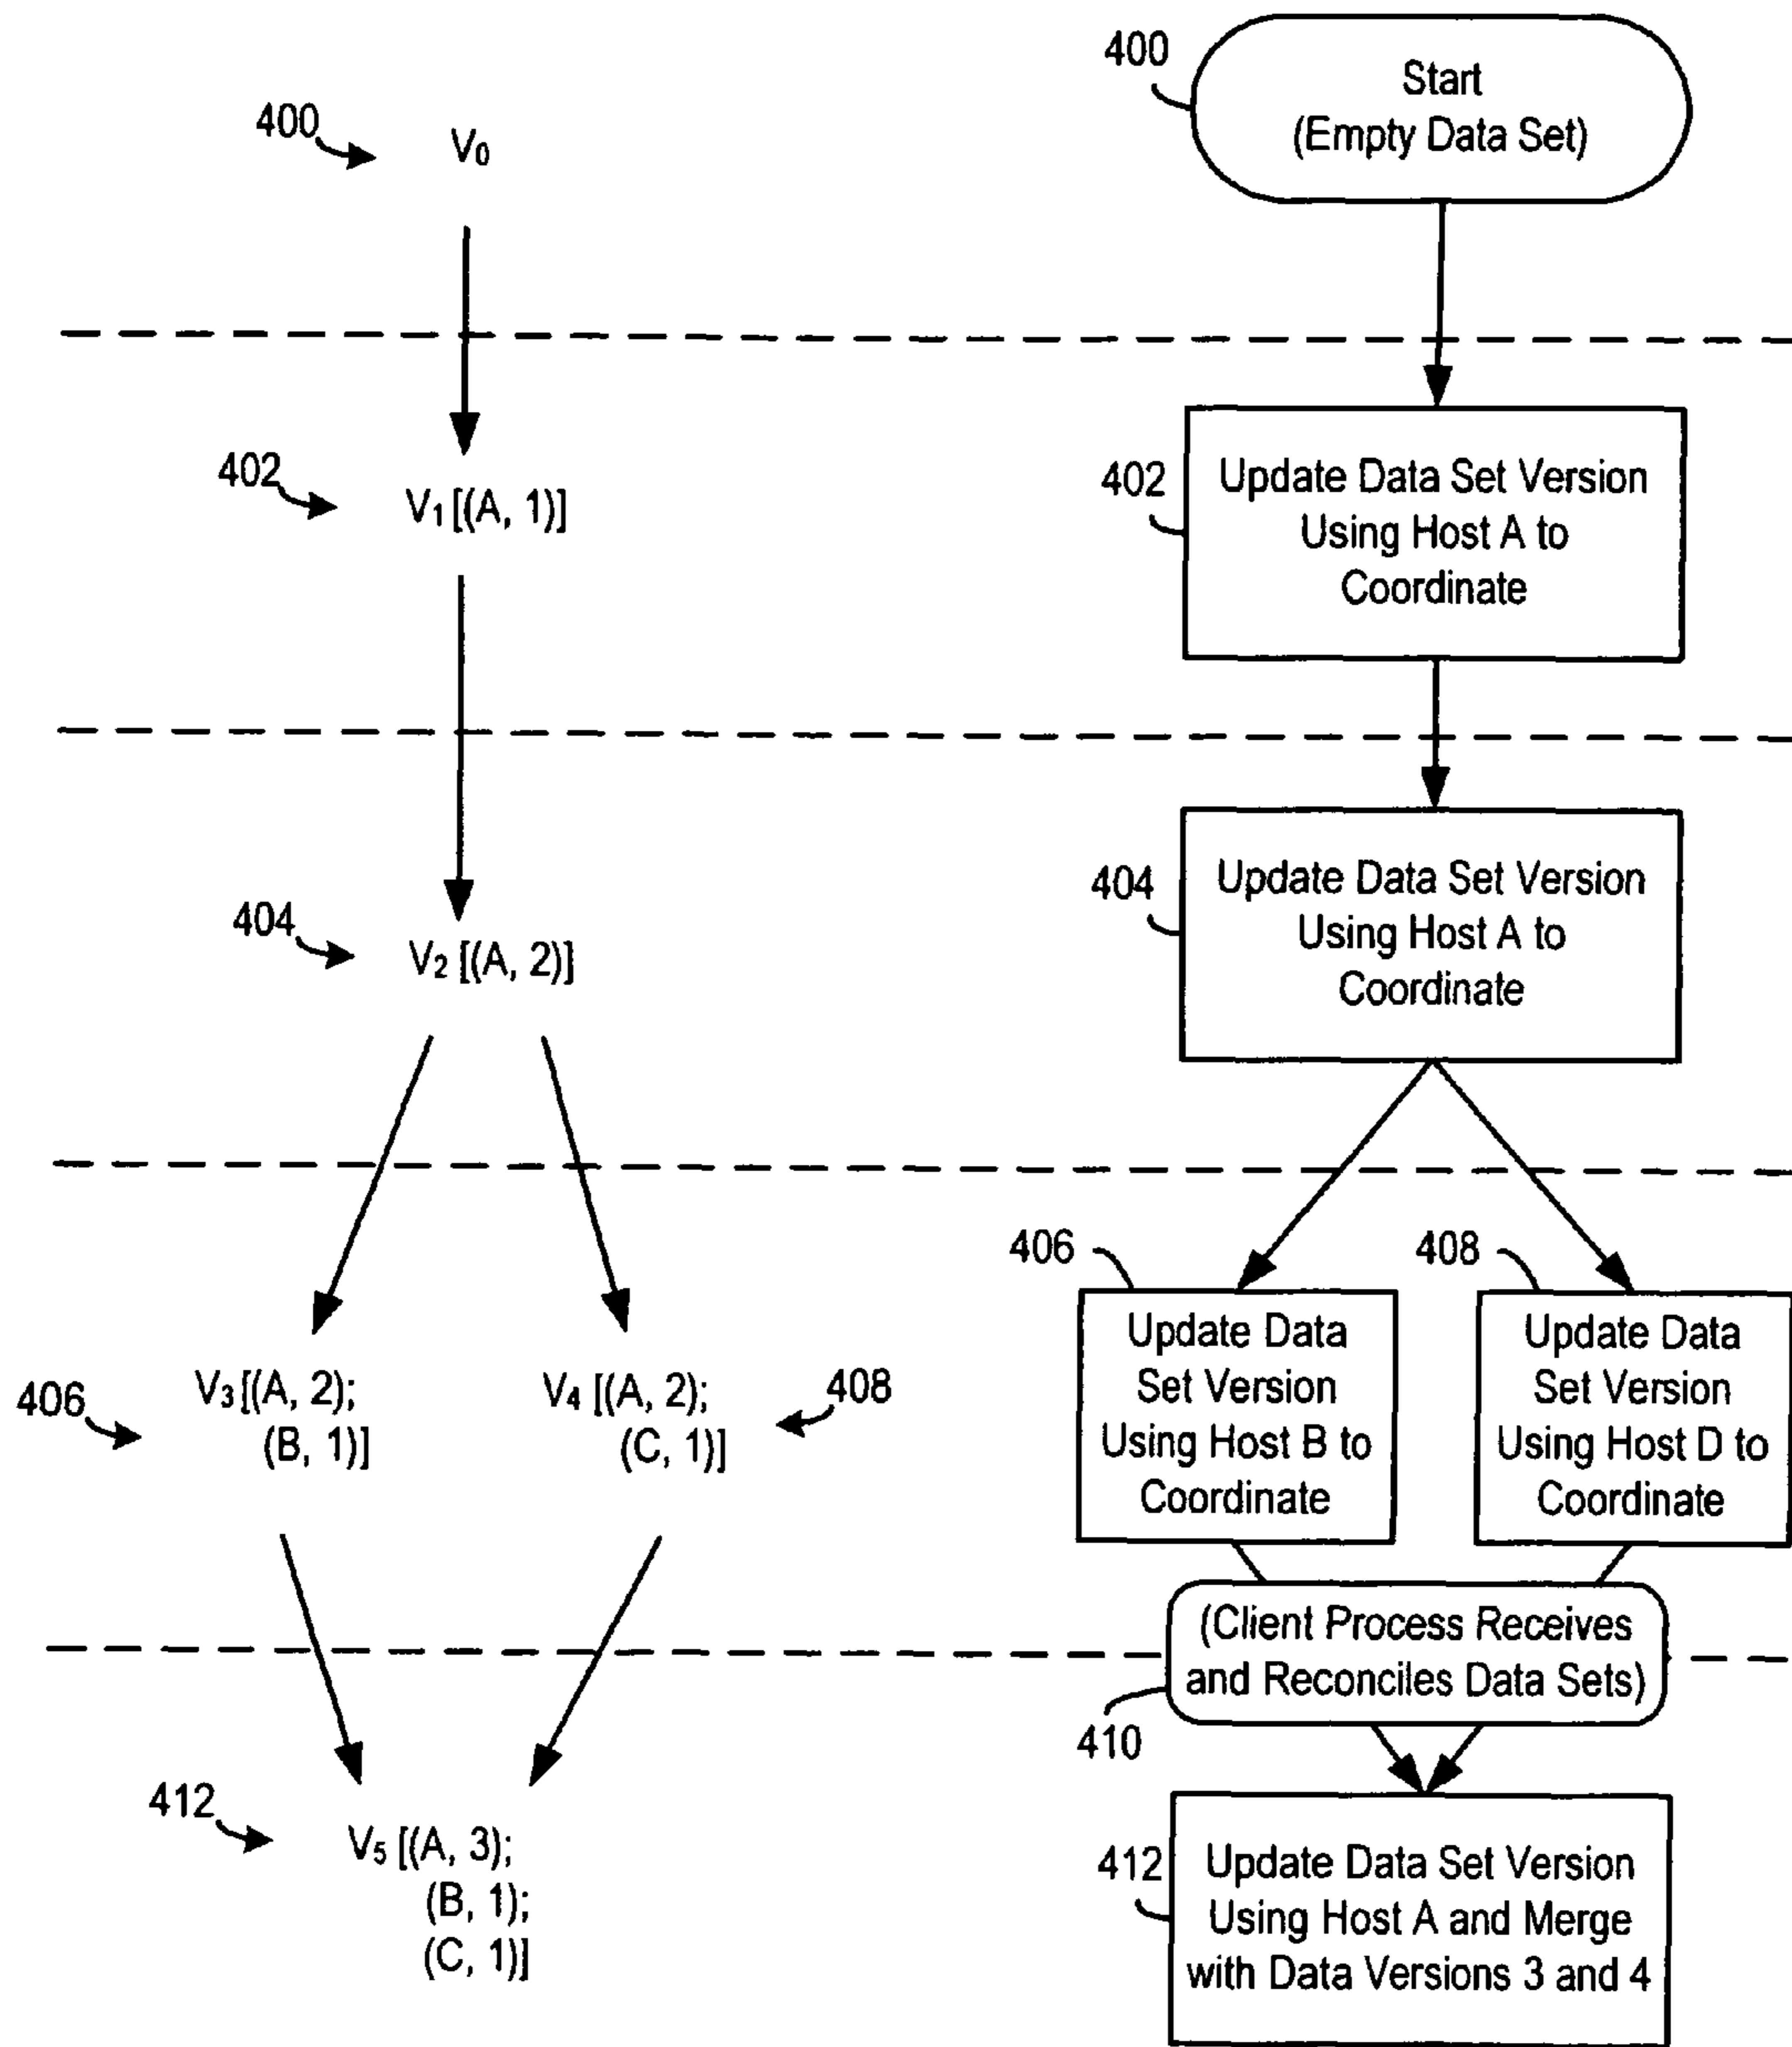 400
V₀
400
Start
(Empty Data Set)
402
V₁ [(A, 1)]
402
Update Data Set Version
Using Host A to
Coordinate
404
V₂ [(A, 2)]
404
Update Data Set Version
Using Host A to
Coordinate
406
V₃ [(A, 2);
(B, 1)]
V₄ [(A, 2);
(C, 1)]
408
406
Update Data
Set Version
Using Host B to
Coordinate
408
Update Data
Set Version
Using Host D to
Coordinate
(Client Process Receives
and Reconciles Data Sets)
410
412
V₅ [(A, 3);
(B, 1);
(C, 1)]
412
Update Data Set Version
Using Host A and Merge
with Data Versions 3 and 4